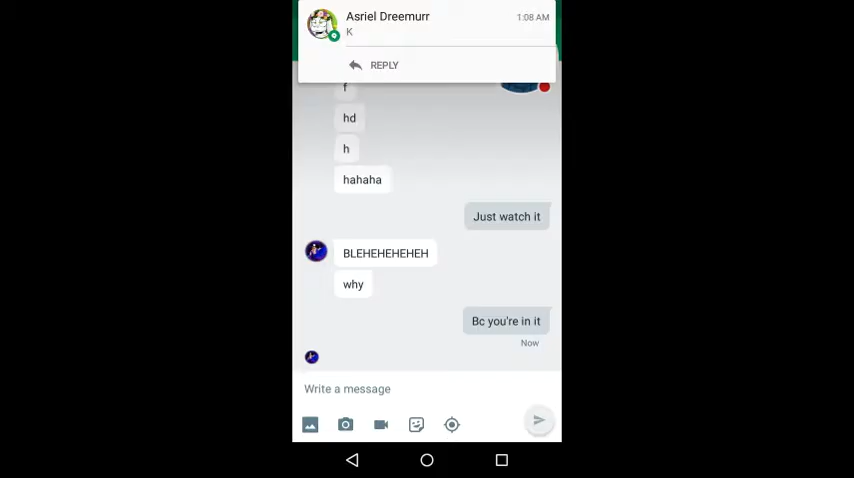 Asriel Dreemurr
1:08 AM
K
REPLY
f
hd
h
hahaha
Just watch it
BLEHEHEHEHEH
why
Bc you're in it
Now
Write a message